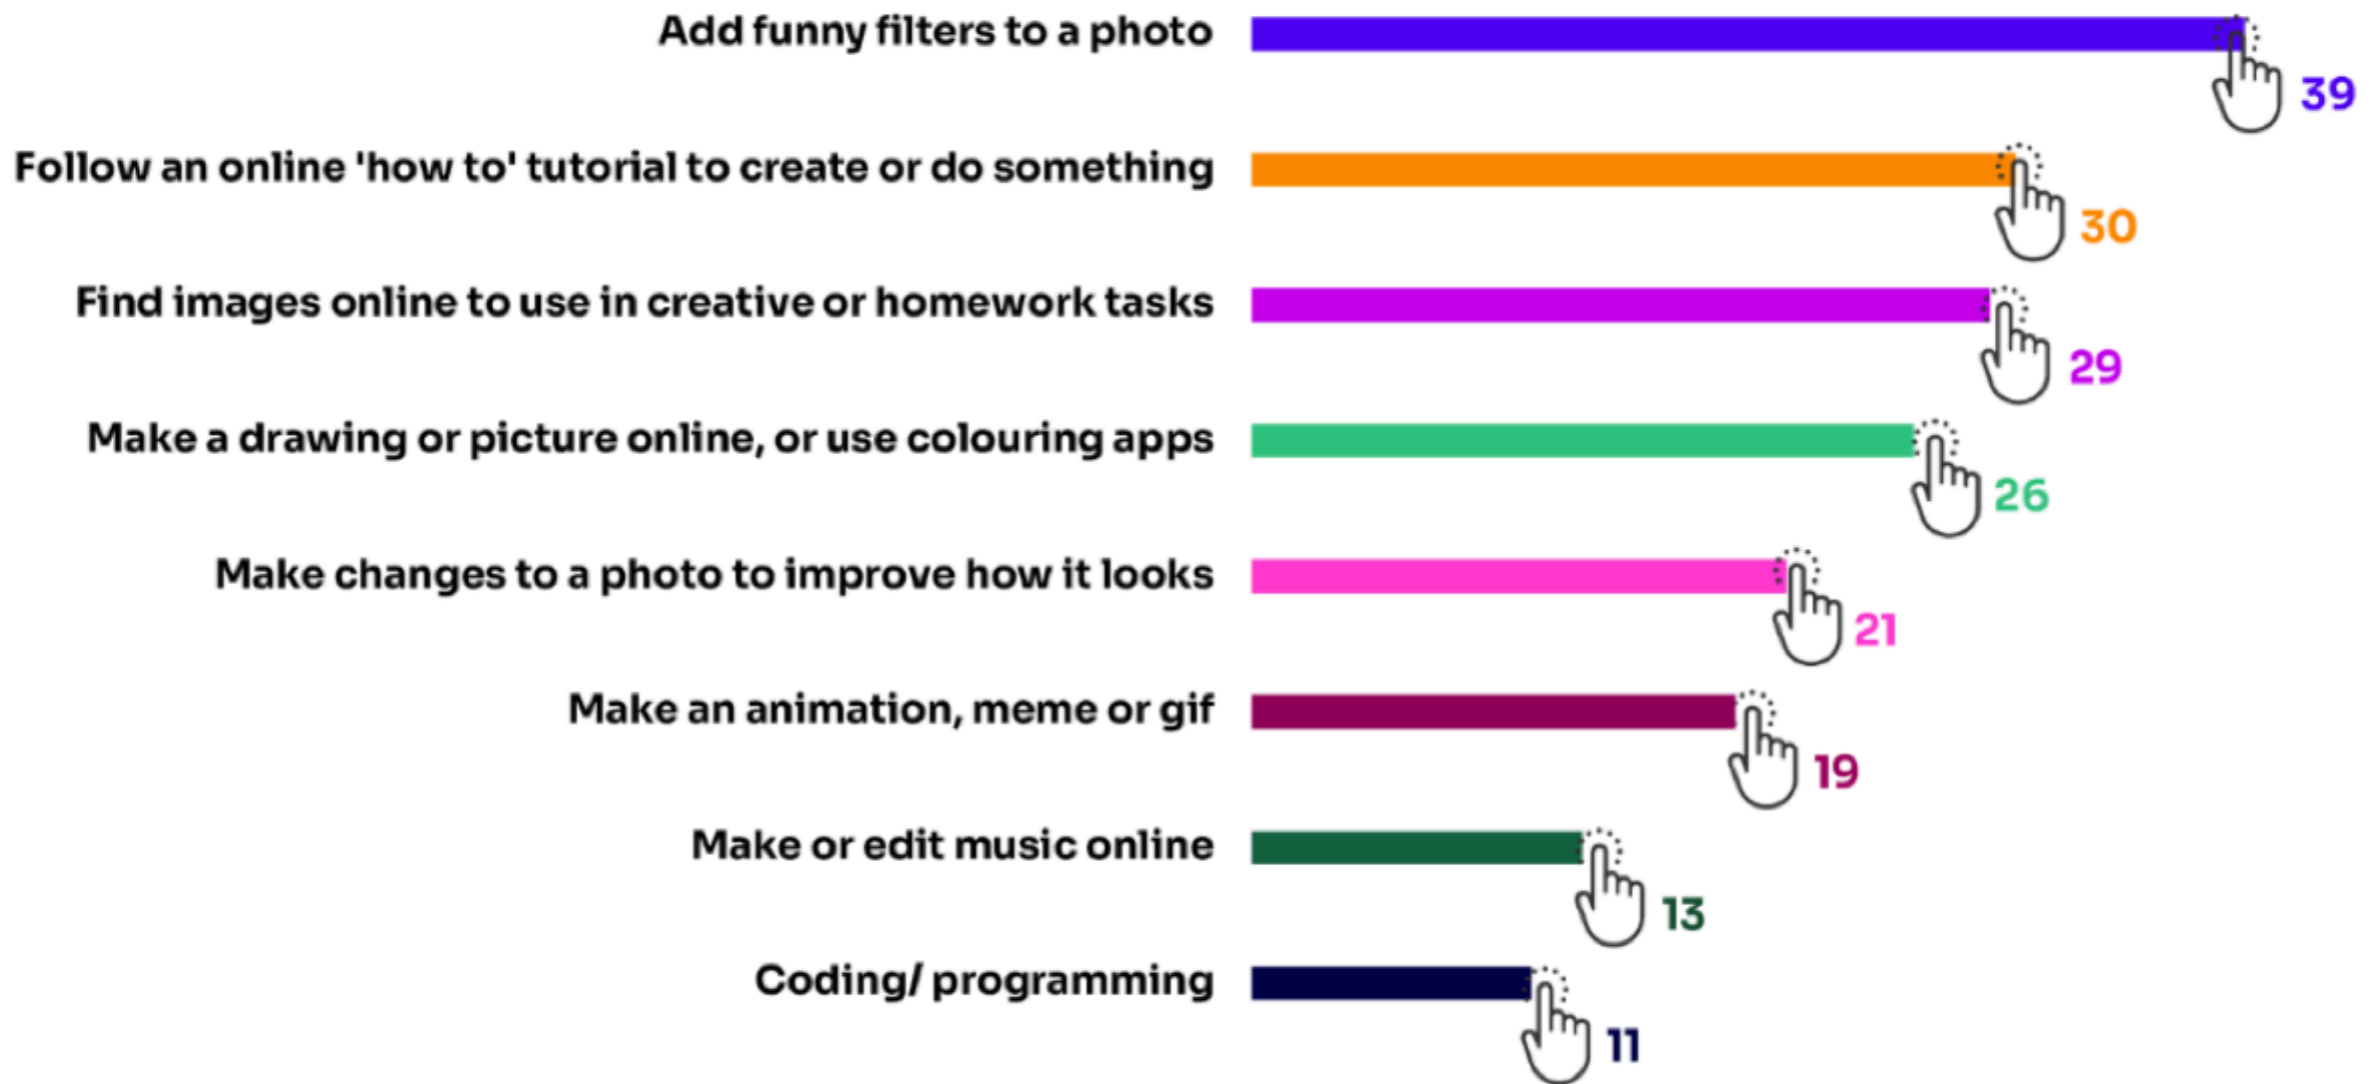 Add funny filters to a photo
39
Follow an online 'how to' tutorial to create or do something
30
Find images online to use in creative or homework tasks
29
Make a drawing or picture online, or use colouring apps
26
Make changes to a photo to improve how it looks
21
Make an animation, meme or gif
19
Make or edit music online
13
Coding/ programming
11